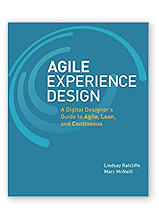 AGILE
EXPERIENCE
DESIGN
A Digital Designer's
Guide to Agile, Lean,
and Continuous
Lindsay Ratcliffe
Marc McNeill